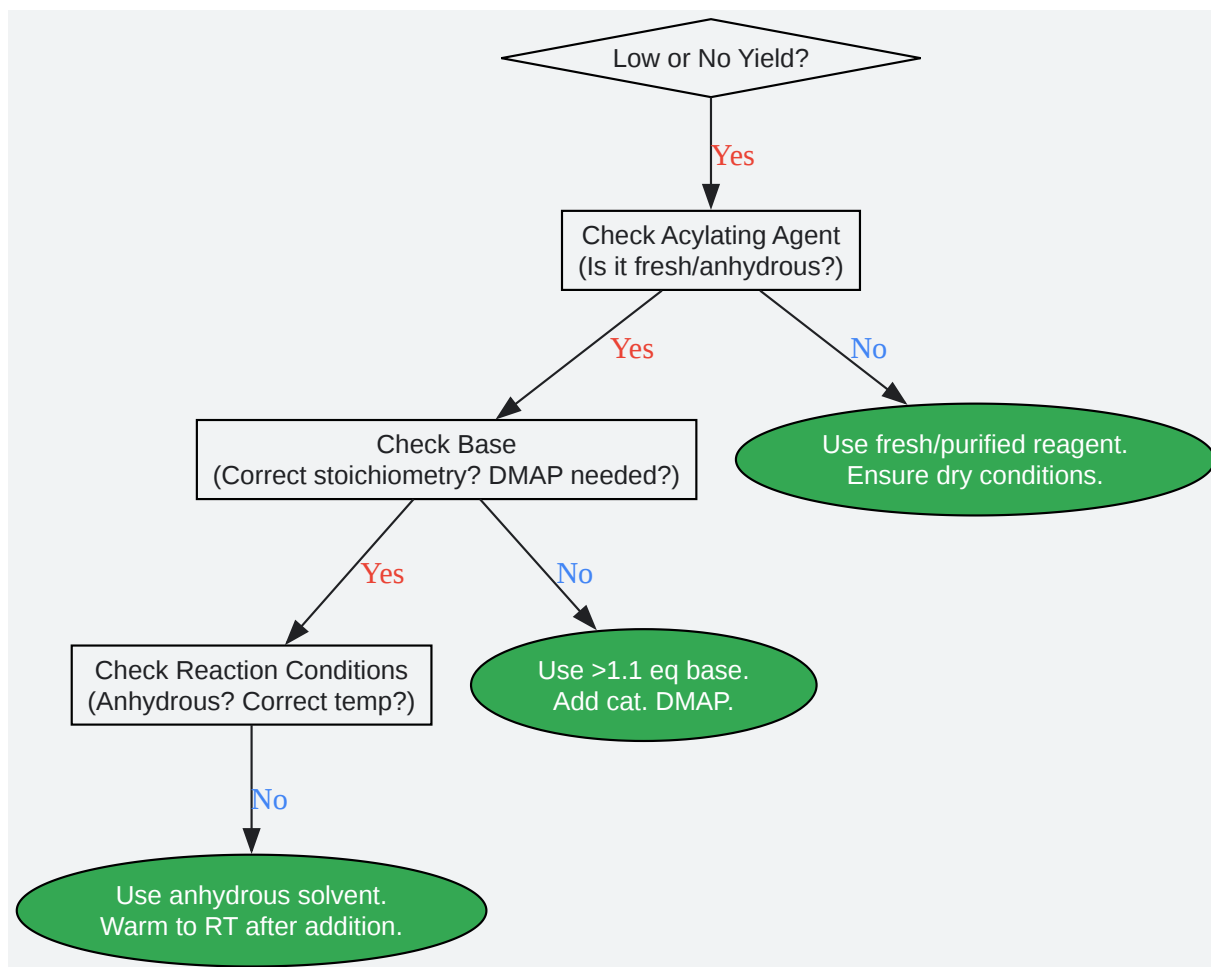 Low or No Yield?
Yes
Check Acylating Agent
(Is it fresh/anhydrous?)
Yes
No
Check Base
(Correct stoichiometry? DMAP needed?)
Use fresh/purified reagent.
Ensure dry conditions.
Yes
No
Check Reaction Conditions
(Anhydrous? Correct temp?)
Use >1.1 eq base.
Add cat. DMAP.
No
Use anhydrous solvent.
Warm to RT after addition.